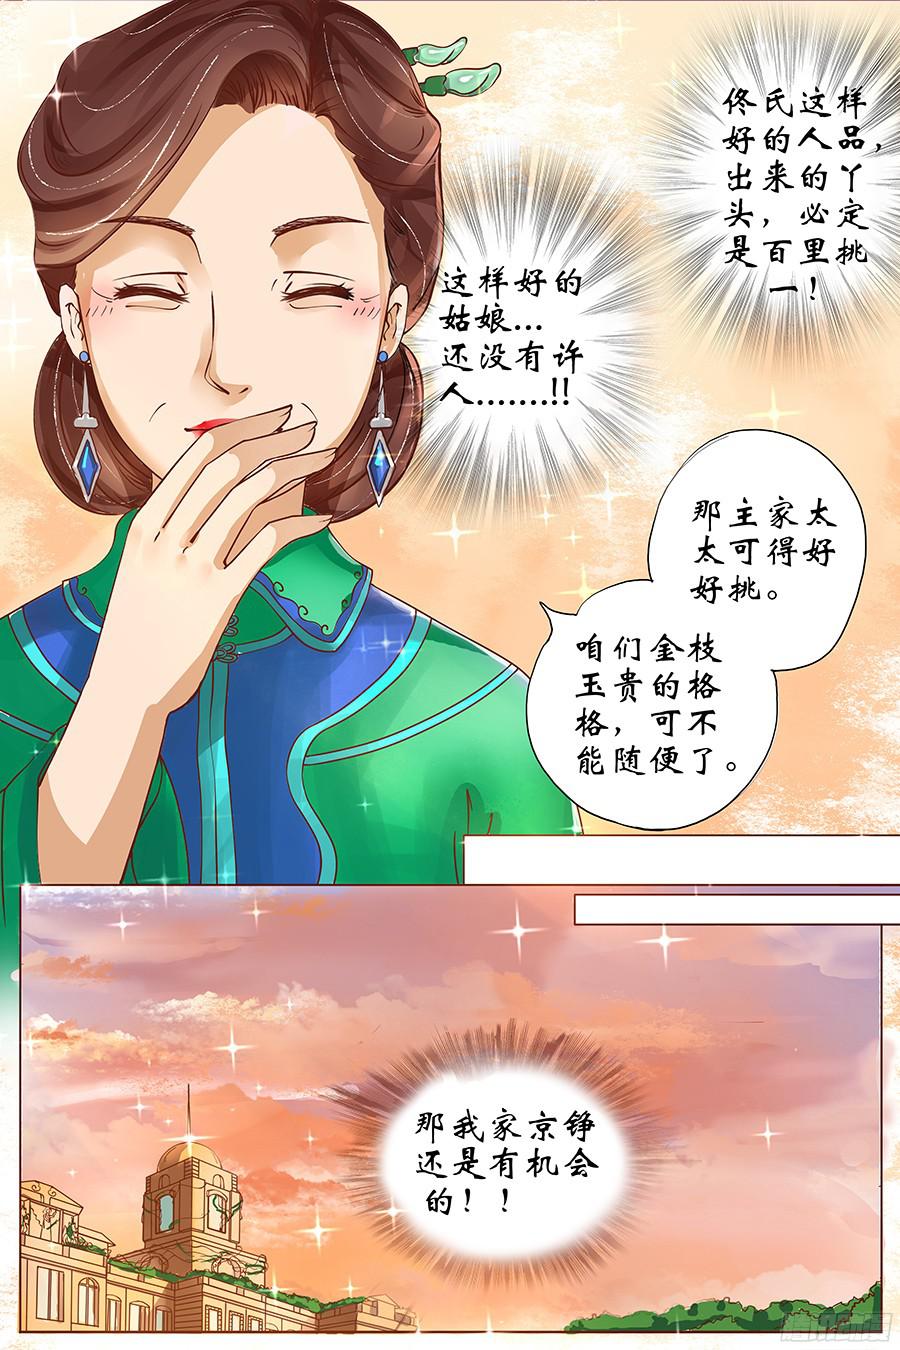 佟氏这样
好的人品，
出来的丫
头，必定
是百里挑
一！
这样好的
姑娘...
还没有许
人.......!!
那主家太
太可得好
好挑。
咱们金枝
玉贵的格
格，可不
能随便了。
那我家京铮
还是有机会
的！！